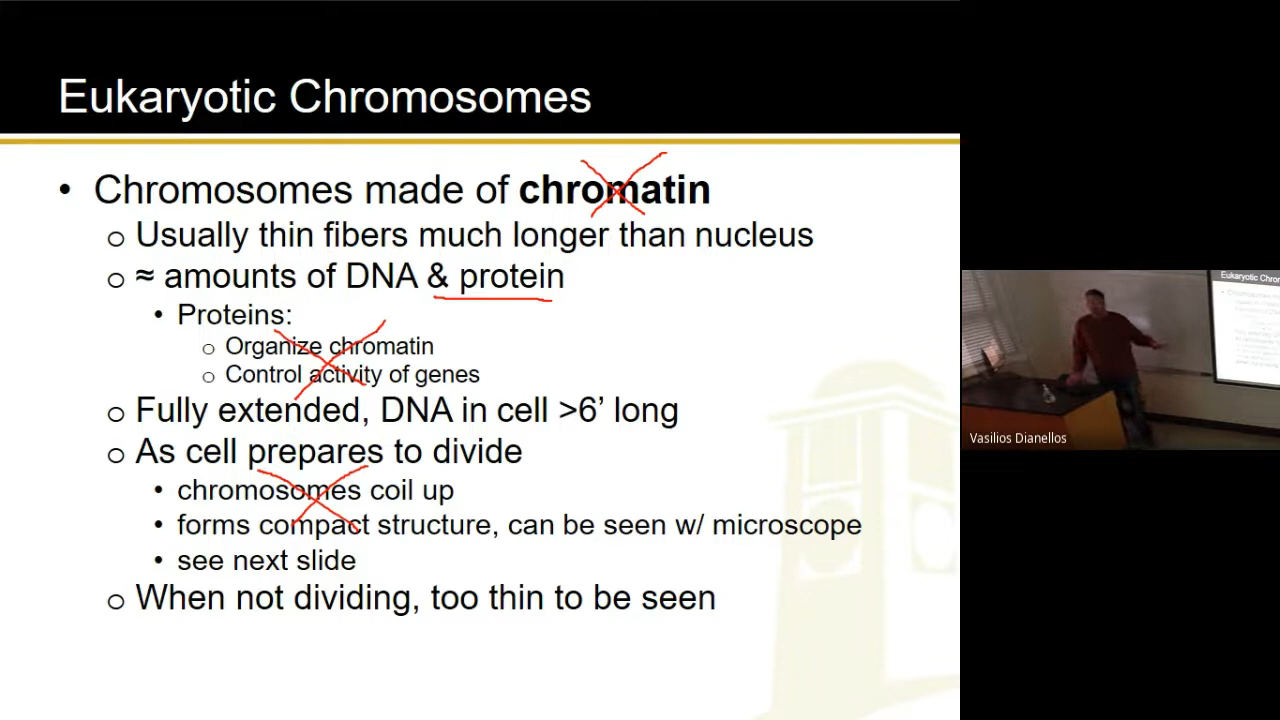 Eukaryotic Chromosomes
• Chromosomes made of chromatin
o Usually thin fibers much longer than nucleus
o ≈ amounts of DNA & protein
• Proteins:
o Organize chromatin
o Control activity of genes
o Fully extended, DNA in cell >6’ long
o As cell prepares to divide
• chromosomes coil up
• forms compact structure, can be seen w/ microscope
• see next slide
o When not dividing, too thin to be seen
Eukaryotic Chro
Vasilios Dianellos